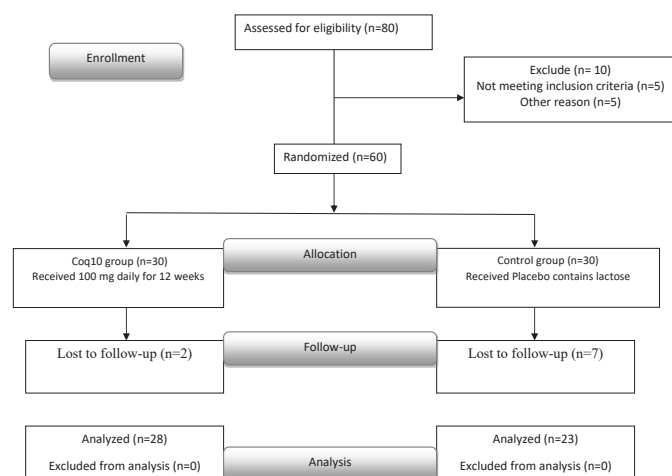 Assessed for eligibility (n=80)
Enrollment
Exclude (n= 10)
Not meeting inclusion criteria (n=5)
Other reason (n=5)
Randomized (n=60)
Coq10 group (n=30)
Received 100 mg daily for 12 weeks
Allocation
Control group (n=30)
Received Placebo contains lactose
Lost to follow-up (n=2)
Follow-up
Lost to follow-up (n=7)
Analyzed (n=28)
Excluded from analysis (n=0)
Analysis
Analyzed (n=23)
Excluded from analysis (n=0)